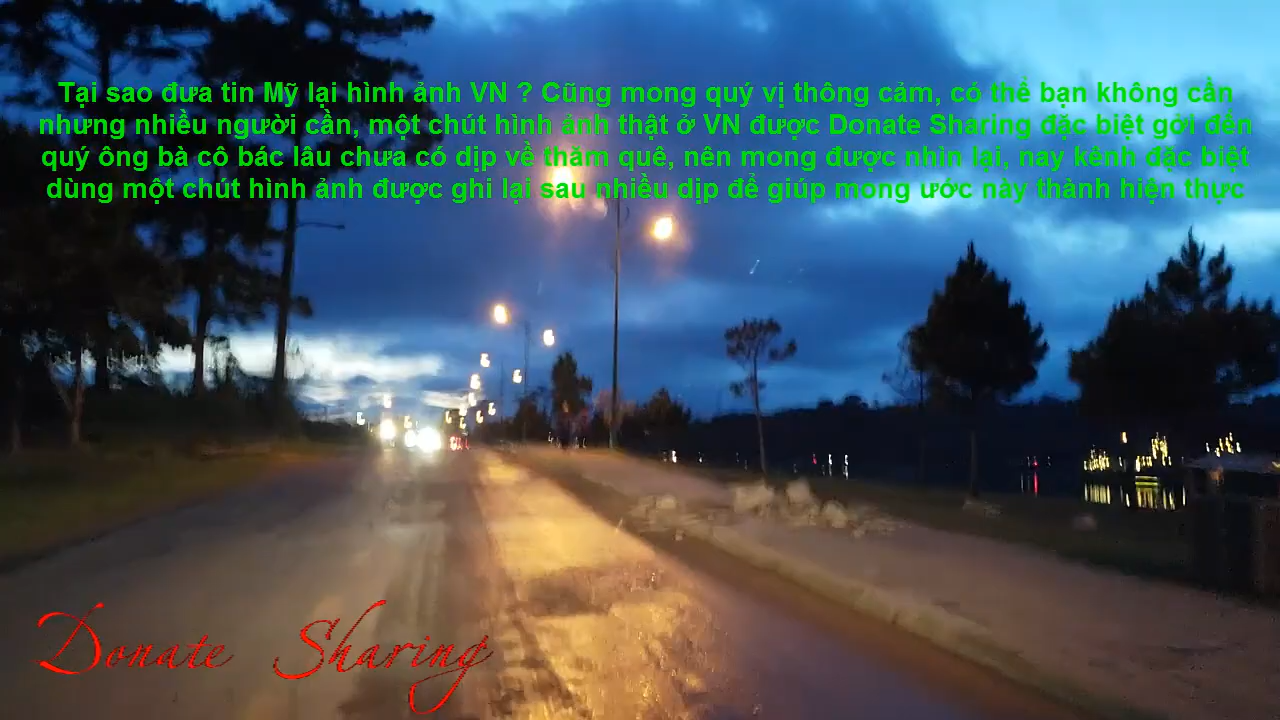 Tại sao đưa tin Mỹ lại hình ảnh VN ? Cũng mong quý vị thông cảm, có thể bạn không cần
nhưng nhiều người cần, một chút hình ảnh thật ở VN được Donate Sharing đặc biệt gởi đến
quý ông bà cô bác lâu chưa có dịp về thăm quê, nên mong được nhìn lại, nay kênh đặc biệt
dùng một chút hình ảnh được ghi lại sau nhiều dịp để giúp mong ước này thành hiện thực
Donate Sharing